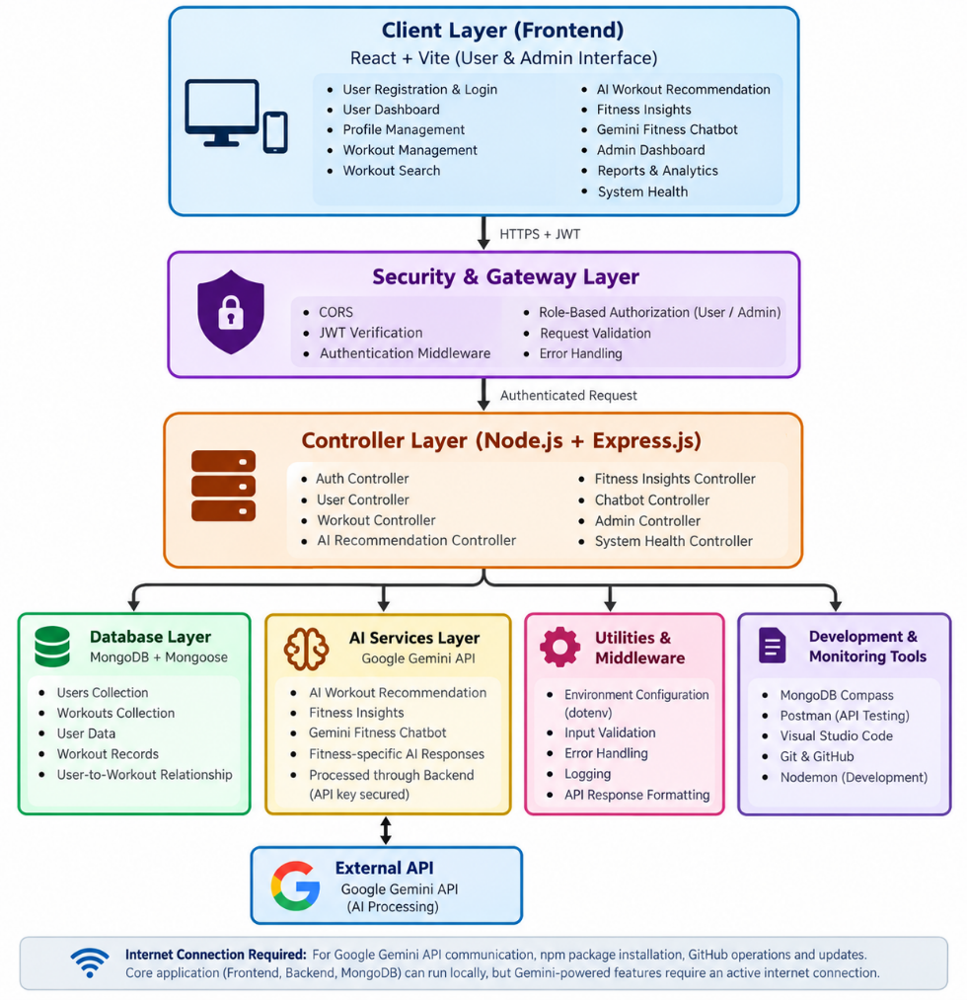 Client Layer (Frontend)
React + Vite (User & Admin Interface)
• User Registration & Login
• User Dashboard
• Profile Management
• Workout Management
• Workout Search
• AI Workout Recommendation
• Fitness Insights
• Gemini Fitness Chatbot
• Admin Dashboard
• Reports & Analytics
• System Health
HTTPS + JWT
Security & Gateway Layer
• CORS
• JWT Verification
• Authentication Middleware
• Role-Based Authorization (User / Admin)
• Request Validation
• Error Handling
Authenticated Request
Controller Layer (Node.js + Express.js)
• Auth Controller
• User Controller
• Workout Controller
• AI Recommendation Controller
• Fitness Insights Controller
• Chatbot Controller
• Admin Controller
• System Health Controller
Database Layer
MongoDB + Mongoose
• Users Collection
• Workouts Collection
• User Data
• Workout Records
• User-to-Workout Relationship
AI Services Layer
Google Gemini API
• AI Workout Recommendation
• Fitness Insights
• Gemini Fitness Chatbot
• Fitness-specific AI Responses
• Processed through Backend
(API key secured)
Utilities &
Middleware
• Environment Configuration
(dotenv)
• Input Validation
• Error Handling
• Logging
• API Response Formatting
Development &
Monitoring Tools
• MongoDB Compass
• Postman (API Testing)
• Visual Studio Code
• Git & GitHub
• Nodemon (Development)
External API
Google Gemini API
(AI Processing)
Internet Connection Required: For Google Gemini API communication, npm package installation, GitHub operations and updates.
Core application (Frontend, Backend, MongoDB) can run locally, but Gemini-powered features require an active internet connection.